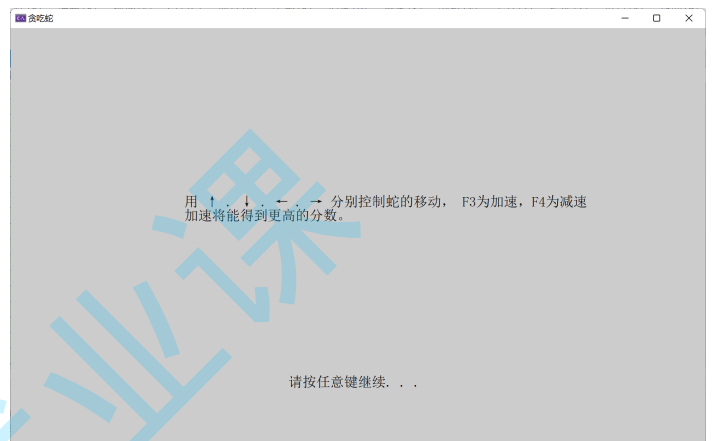 贪吃蛇
用 ↑ . ↓ . ← . → 分别控制蛇的移动， F3为加速，F4为减速
加速将能得到更高的分数。
请按任意键继续. . .
业课